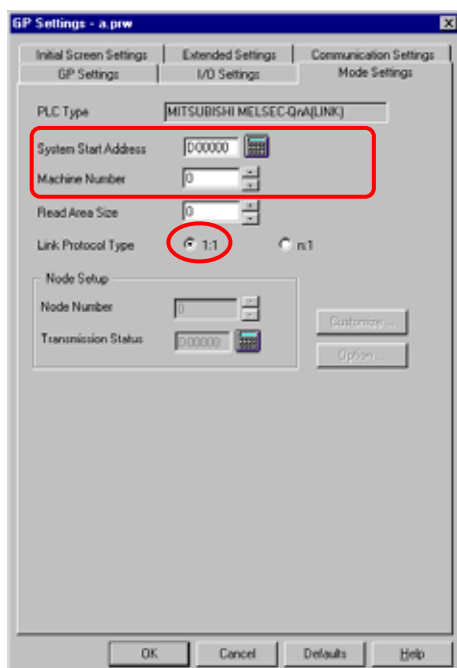 GP Settings - a.prw
Initial Screen Settings Extended Settings Communication Settings
GP Settings I/O Settings Mode Settings
PLC Type MITSUBISHI MELSEC-QnA(LINK)
System Start Address D00000
Machine Number 0
Read Area Size 0
Link Protocol Type 1:1 n:1
Node Setup
Node Number 0
Transmission Status D00000
Customize ...
Option ...
OK Cancel Defaults Help